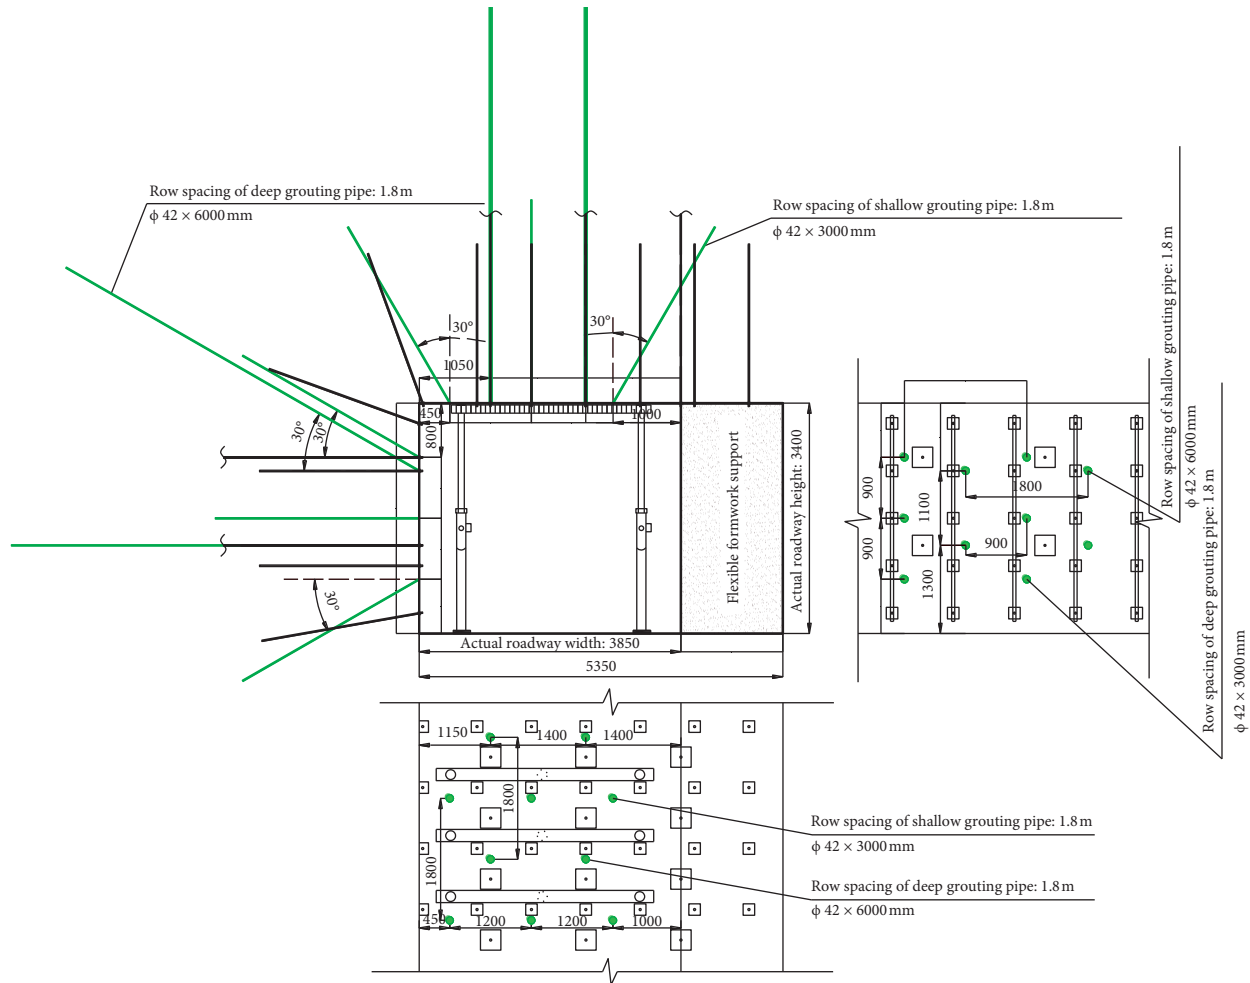 Row spacing of deep grouting pipe: 1.8 m
ϕ 42 × 6000 mm
Row spacing of shallow grouting pipe: 1.8 m
ϕ 42 × 3000 mm
30°
30°
1050
450
1000
800
30°
30°
30°
Flexible formwork support
Actual roadway height: 3400
Actual roadway width: 3850
5350
900
900
1100
1300
1800
900
Row spacing of shallow grouting pipe: 1.8 m
ϕ 42 × 6000 mm
Row spacing of deep grouting pipe: 1.8 m
ϕ 42 × 3000 mm
1150
1400
1400
1800
1800
Row spacing of shallow grouting pipe: 1.8 m
ϕ 42 × 3000 mm
Row spacing of deep grouting pipe: 1.8 m
ϕ 42 × 6000 mm
450
1200
1200
1000